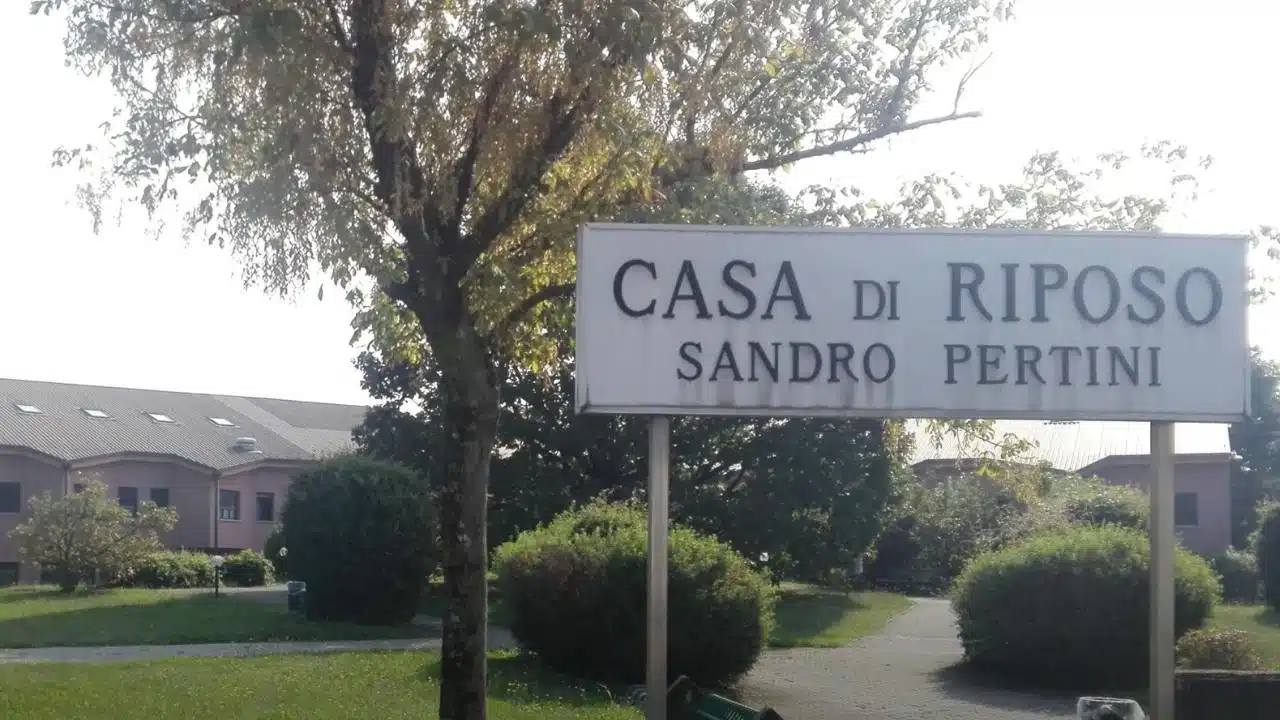 CASA DI RIPOSO
SANDRO PERTINI